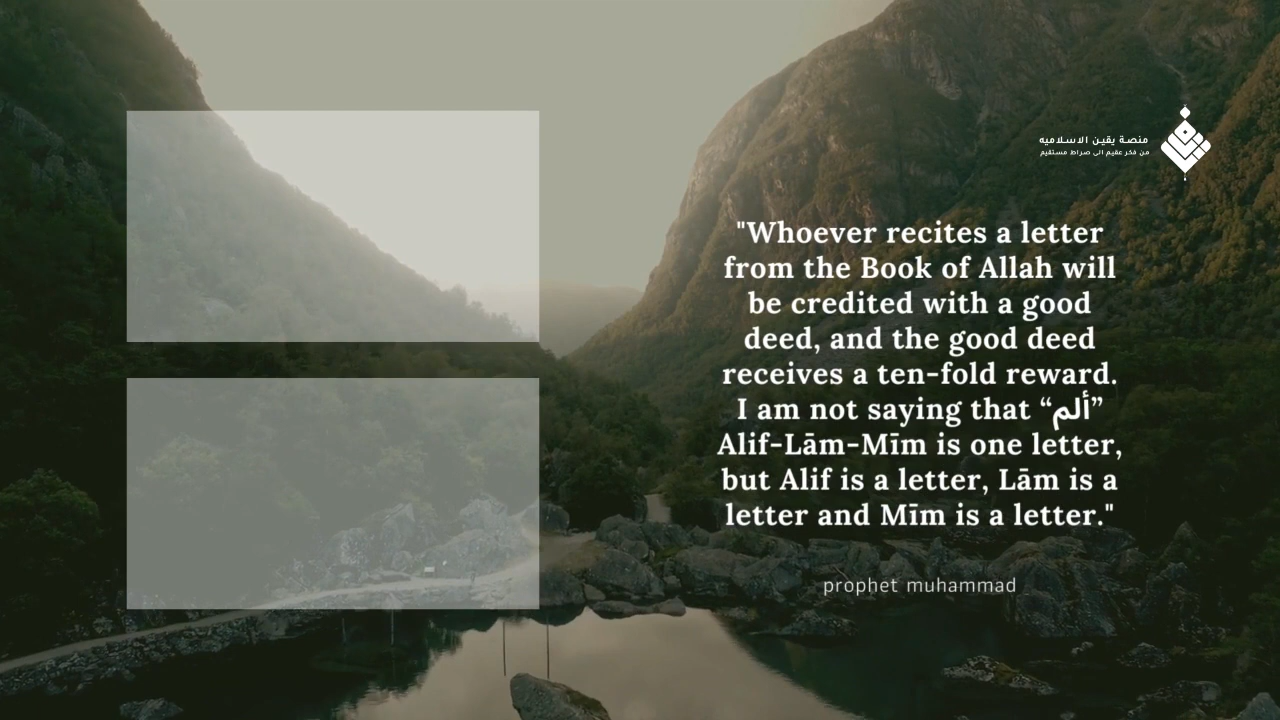 منصة يقين الاسلاميه
من فكر عقيم الى صراط مستقيم
"Whoever recites a letter
from the Book of Allah will
be credited with a good
deed, and the good deed
receives a ten-fold reward.
I am not saying that “ألم”
Alif-Lām-Mīm is one letter,
but Alif is a letter, Lām is a
letter and Mīm is a letter."
prophet muhammad